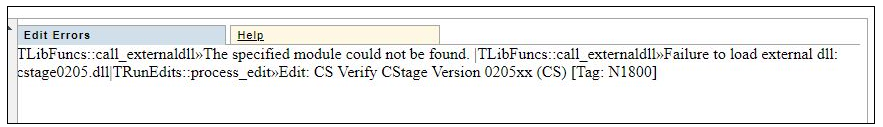 Edit Errors
Help
TLibFuncs::call_externaldll»The specified module could not be found. |TLibFuncs::call_externaldll»Failure to load external dll:
cstage0205.dll|TRunEdits::process_edit»Edit: CS Verify CStage Version 0205xx (CS) [Tag: N1800]